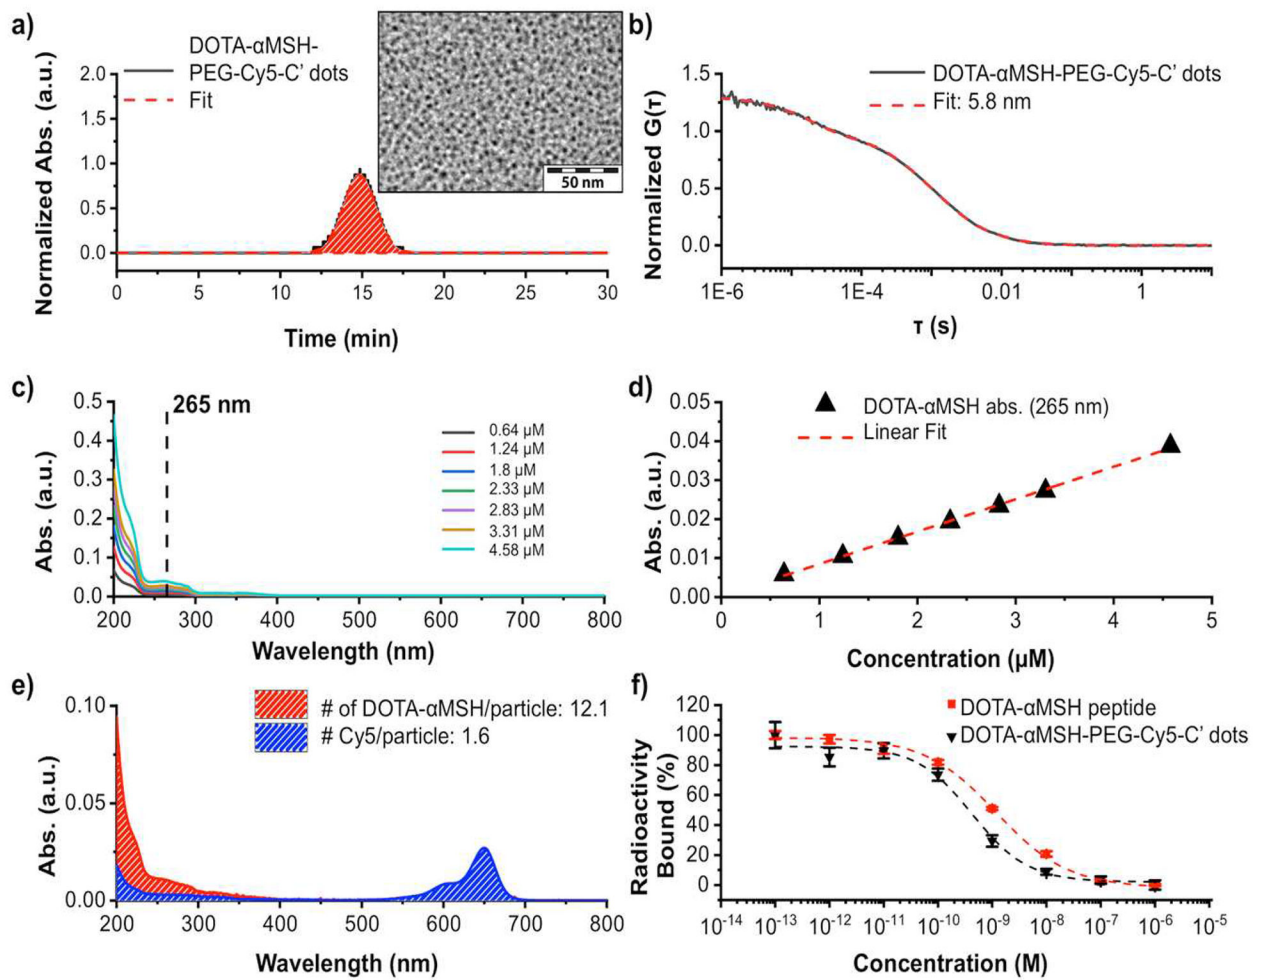 a)
DOTA-αMSH-
PEG-Cy5-C' dots
Fit
Normalized Abs. (a.u.)
2.0
1.5
1.0
0.5
0.0
50 nm
0 5 10 15 20 25 30
Time (min)
b)
DOTA-αMSH-PEG-Cy5-C' dots
Fit: 5.8 nm
Normalized G(τ)
1.5
1.0
0.5
0.0
1E-6 1E-4 0.01 1
τ (s)
c)
265 nm
0.64 µM
1.24 µM
1.8 µM
2.33 µM
2.83 µM
3.31 µM
4.58 µM
Abs. (a.u.)
0.5
0.4
0.3
0.2
0.1
0.0
200 300 400 500 600 700 800
Wavelength (nm)
d)
DOTA-αMSH abs. (265 nm)
Linear Fit
Abs. (a.u.)
0.05
0.04
0.03
0.02
0.01
0.00
0 1 2 3 4 5
Concentration (µM)
e)
# of DOTA-αMSH/particle: 12.1
# Cy5/particle: 1.6
Abs. (a.u.)
0.10
0.05
0.00
200 300 400 500 600 800
Wavelength (nm)
f)
DOTA-αMSH peptide
DOTA-αMSH-PEG-Cy5-C' dots
Radioactivity
Bound (%)
120
100
80
60
40
20
0
10⁻¹⁴ 10⁻¹³ 10⁻¹² 10⁻¹¹ 10⁻¹⁰ 10⁻⁹ 10⁻⁸ 10⁻⁷ 10⁻⁶ 10⁻⁵
Concentration (M)